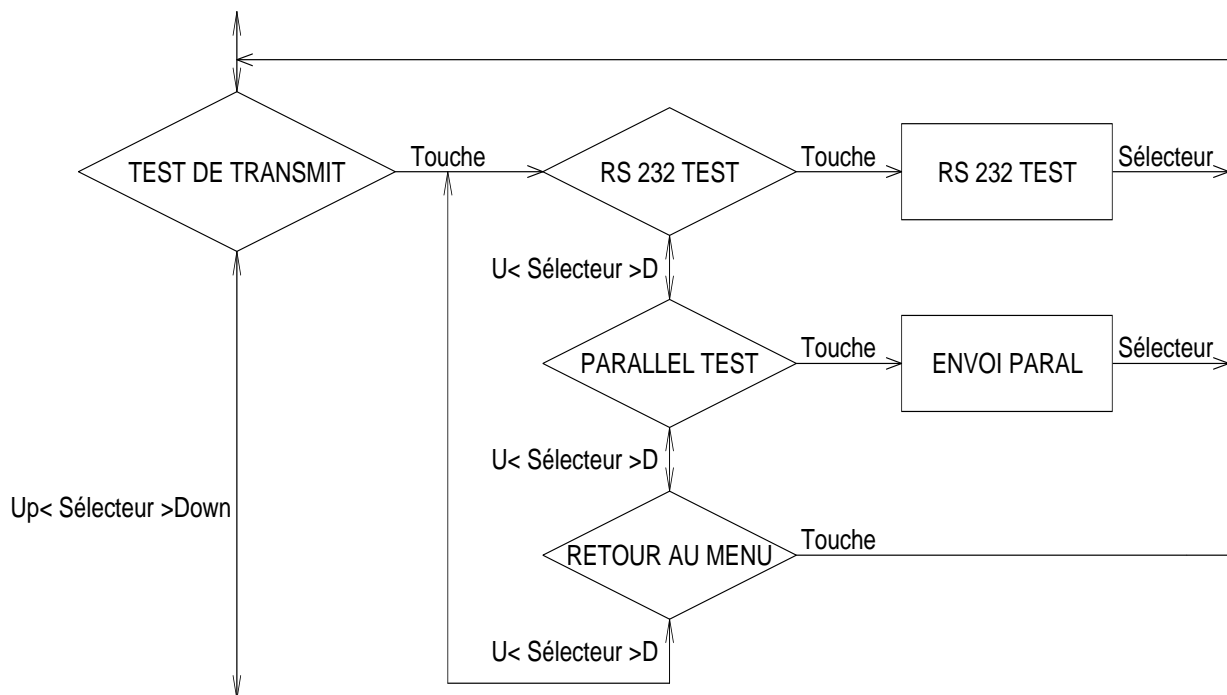 TEST DE TRANSMIT
Touche
RS 232 TEST
Touche
RS 232 TEST
Sélecteur
U< Sélecteur >D
PARALLEL TEST
Touche
ENVOI PARAL
Sélecteur
U< Sélecteur >D
Up< Sélecteur >Down
RETOUR AU MENU
Touche
U< Sélecteur >D